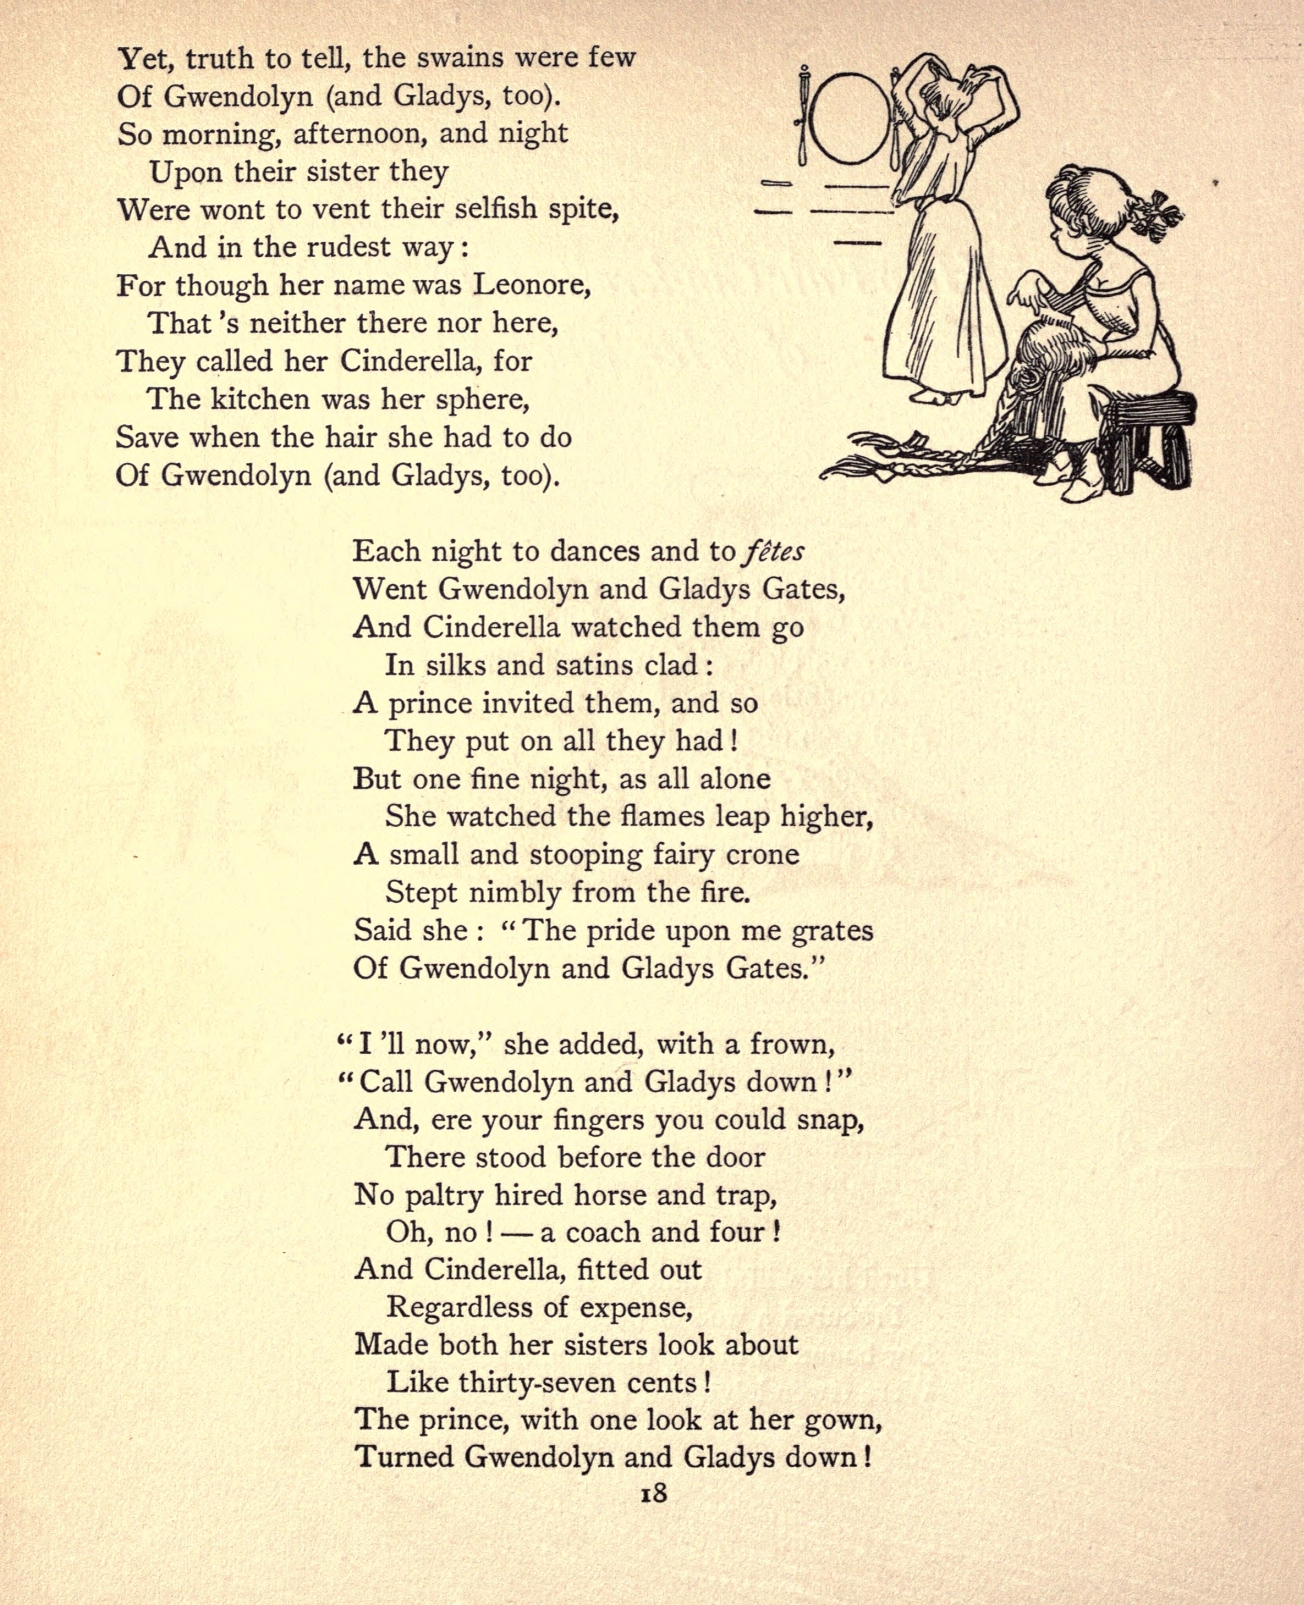 Yet, truth to tell, the swains were few
Of Gwendolyn (and Gladys, too).
So morning, afternoon, and night
Upon their sister they
Were wont to vent their selfish spite,
And in the rudest way :
For though her name was Leonore,
That 's neither there nor here,
They called her Cinderella, for
The kitchen was her sphere,
Save when the hair she had to do
Of Gwendolyn (and Gladys, too).
Each night to dances and to fêtes
Went Gwendolyn and Gladys Gates,
And Cinderella watched them go
In silks and satins clad :
A prince invited them, and so
They put on all they had !
But one fine night, as all alone
She watched the flames leap higher,
A small and stooping fairy crone
Stept nimbly from the fire.
Said she : “ The pride upon me grates
Of Gwendolyn and Gladys Gates.”
“ I 'll now,” she added, with a frown,
“ Call Gwendolyn and Gladys down !”
And, ere your fingers you could snap,
There stood before the door
No paltry hired horse and trap,
Oh, no ! — a coach and four !
And Cinderella, fitted out
Regardless of expense,
Made both her sisters look about
Like thirty-seven cents !
The prince, with one look at her gown,
Turned Gwendolyn and Gladys down !
18